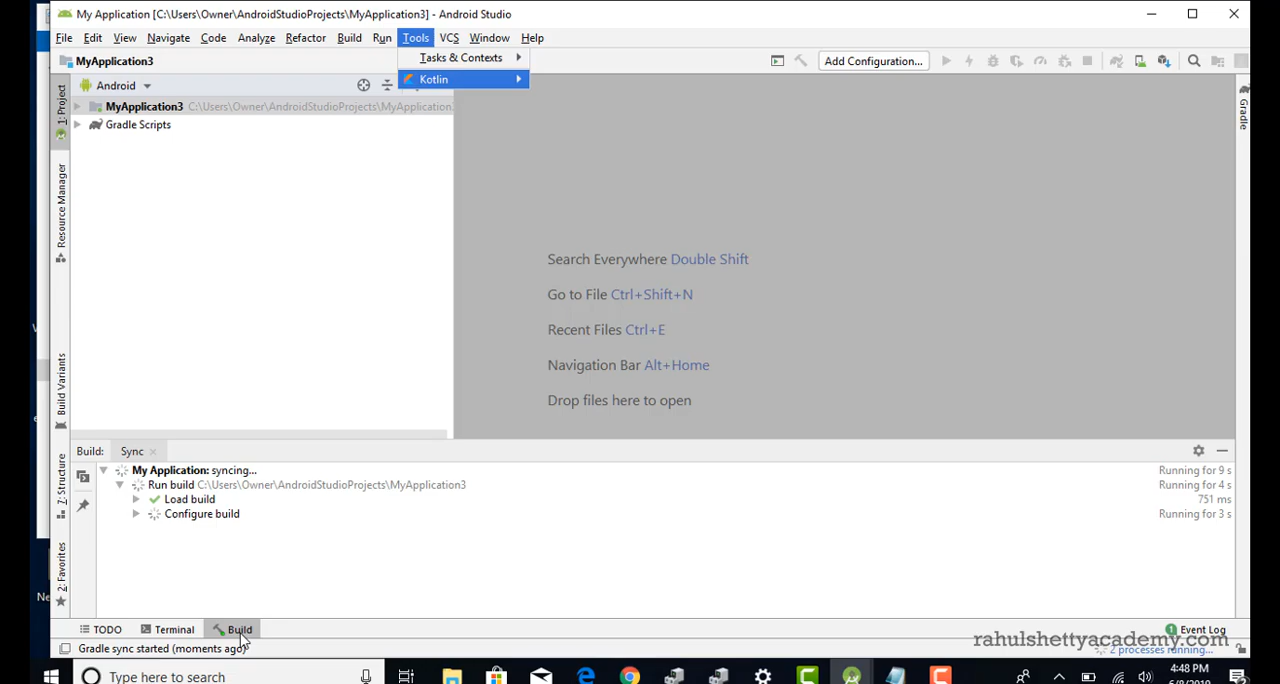 My Application [C:\Users\Owner\AndroidStudioProjects\MyApplication3] - Android Studio
File Edit View Navigate Code Analyze Refactor Build Run Tools VCS Window Help
Tasks & Contexts
Kotlin
MyApplication3
Add Configuration...
Android
MyApplication3 C:\Users\Owner\AndroidStudioProjects\MyApplication
Gradle Scripts
1: Project
Resource Manager
Build Variants
7: Structure
2: Favorites
Gradle
Search Everywhere Double Shift
Go to File Ctrl+Shift+N
Recent Files Ctrl+E
Navigation Bar Alt+Home
Drop files here to open
Build: Sync
My Application: syncing... Running for 9 s
Run build C:\Users\Owner\AndroidStudioProjects\MyApplication3 Running for 4 s
Load build 751 ms
Configure build Running for 3 s
TODO Terminal Build
1 Event Log
Gradle sync started (moments ago)
2 processes running...
rahulshettyacademy.com
Type here to search
4:48 PM
6/8/2019